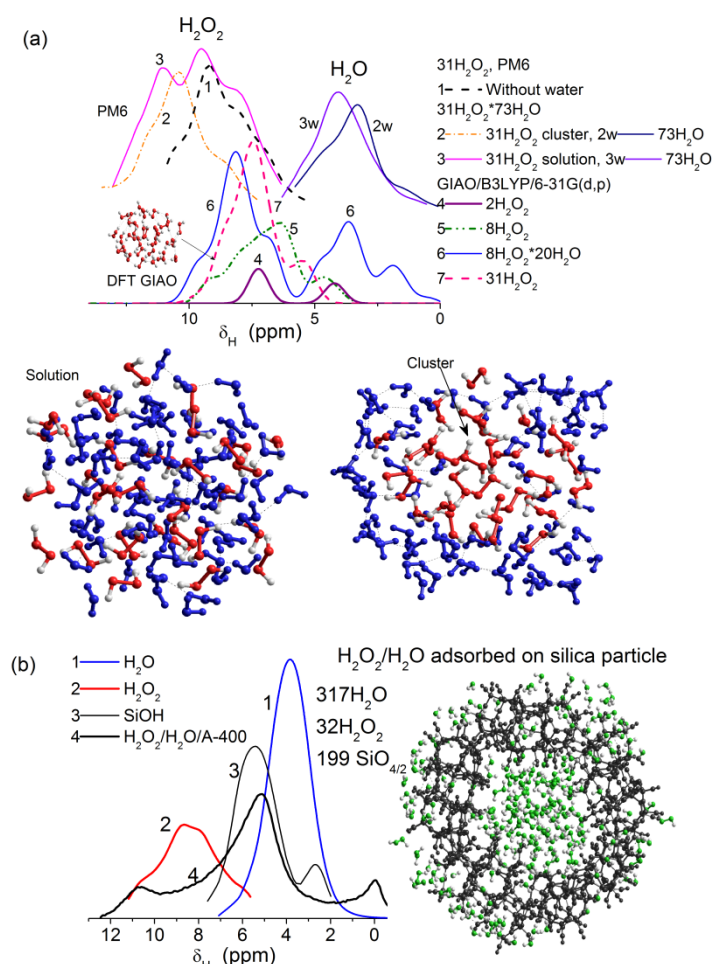 (a)
H₂O₂
H₂O
3
PM6
2
1
3w
2w
6
7
5
6
4
DFT GIAO
10
5
0
δH (ppm)
31H₂O₂, PM6
1 Without water
31H₂O₂*73H₂O
2 31H₂O₂ cluster, 2w 73H₂O
3 31H₂O₂ solution, 3w 73H₂O
GIAO/B3LYP/6-31G(d,p)
4 2H₂O₂
5 8H₂O₂
6 8H₂O₂*20H₂O
7 31H₂O₂
Solution
Cluster
(b)
1 H₂O
2 H₂O₂
3 SiOH
4 H₂O₂/H₂O/A-400
1
3
2
4
12 10 8 6 4 2 0
δ (ppm)
H₂O₂/H₂O adsorbed on silica particle
317H₂O
32H₂O₂
199 SiO₄/₂